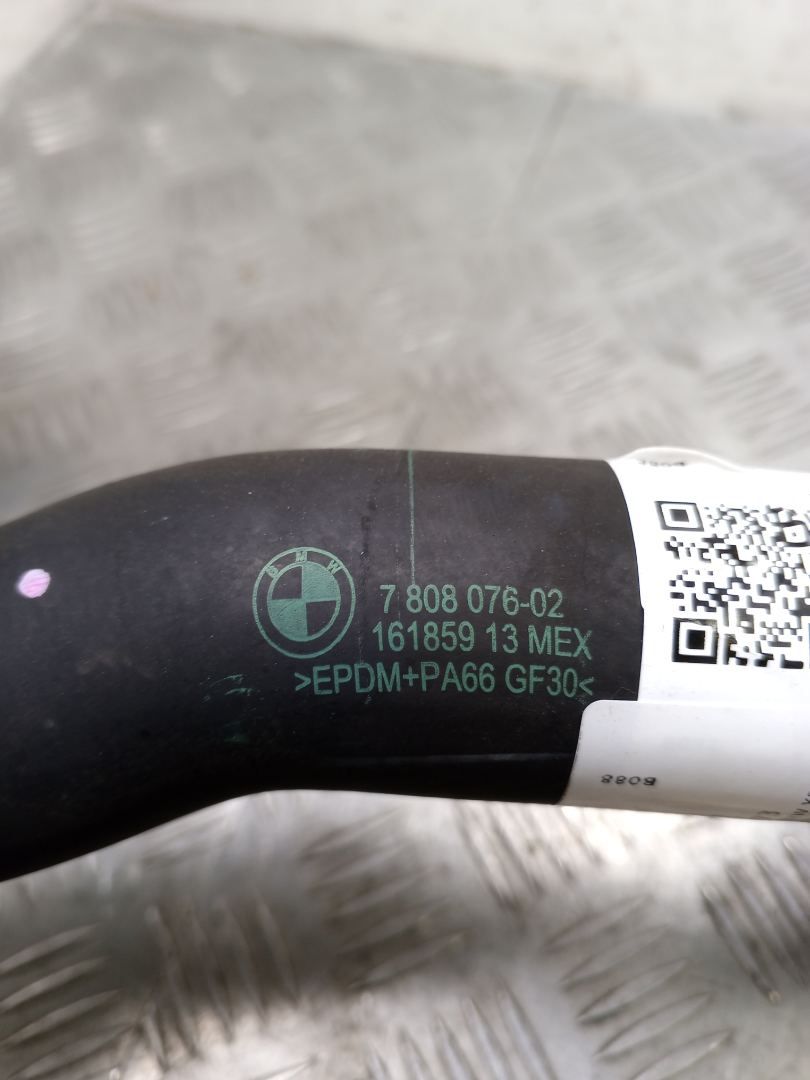 BMW
7 808 076-02
161859 13 MEX
>EPDM+PA66 GF30<
B088